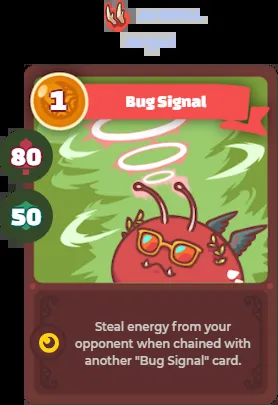 1
Bug Signal
80
50
Steal energy from your
opponent when chained with
another "Bug Signal" card.